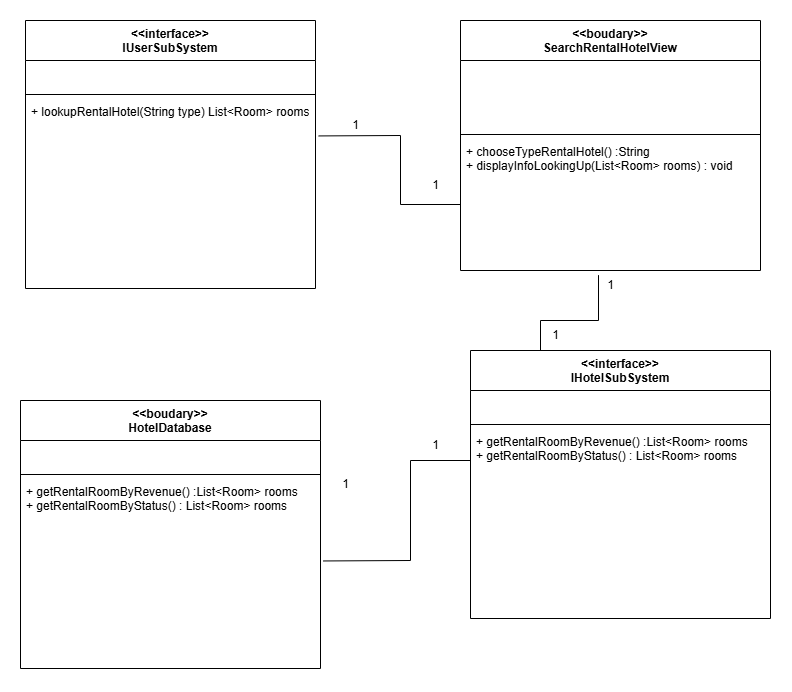 <<interface>>
IUserSubSystem
+ lookupRentalHotel(String type) List<Room> rooms
1
1
<<boudary>>
SearchRentalHotelView
+ chooseTypeRentalHotel() :String
+ displayInfoLookingUp(List<Room> rooms) : void
1
1
<<interface>>
IHotelSubSystem
+ getRentalRoomByRevenue() :List<Room> rooms
+ getRentalRoomByStatus() : List<Room> rooms
1
1
<<boudary>>
HotelDatabase
+ getRentalRoomByRevenue() :List<Room> rooms
+ getRentalRoomByStatus() : List<Room> rooms